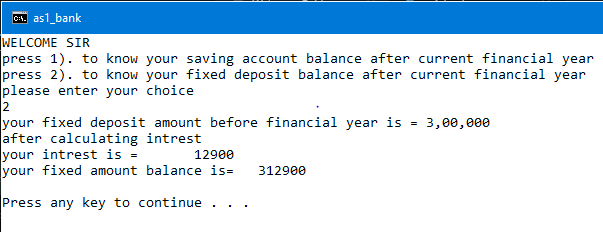 as1_bank
WELCOME SIR
press 1). to know your saving account balance after current financial year
press 2). to know your fixed deposit balance after current financial year
please enter your choice
2
your fixed deposit amount before financial year is = 3,00,000
after calculating intrest
your intrest is =       12900
your fixed amount balance is=   312900
Press any key to continue . . .